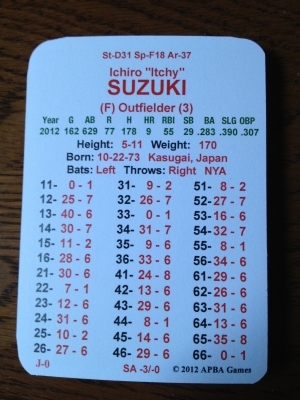 St-D31 Sp-F18 Ar-37
Ichiro "Itchy"
SUZUKI
(F) Outfielder (3)
Year G AB R H HR RBI SB BA SLG OBP
2012 162 629 77 178 9 55 29 .283 .390 .307
Height: 5-11 Weight: 170
Born: 10-22-73 Kasugai, Japan
Bats: Left Throws: Right NYA
11- 0 - 1 31- 9 - 2 51- 8 - 2
12- 25 - 7 32- 26 - 7 52- 27 - 6
13- 40 - 6 33- 0 - 1 53- 16 - 6
14- 30 - 7 34- 31 - 7 54- 32 - 7
15- 11 - 2 35- 9 - 6 55- 8 - 1
16- 28 - 6 36- 33 - 6 56- 34 - 6
21- 30 - 6 41- 24 - 8 61- 29 - 6
22- 7 - 1 42- 13 - 4 62- 35 - 6
23- 12 - 6 43- 29 - 6 63- 31 - 6
24- 31 - 6 44- 8 - 1 64- 32 - 6
25- 10 - 2 45- 14 - 6 65- 39 - 6
26- 27 - 6 46- 29 - 6 66- 0 - 1
J-0 SA -3/-0 © 2012 APBA Games